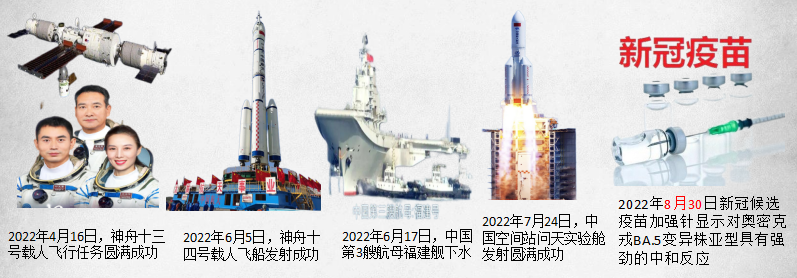 新冠疫苗
2022年4月16日，神舟十三
号载人飞行任务圆满成功
2022年6月5日，神舟十
四号载人飞船发射成功
2022年6月17日，中国
第3艘航母福建舰下水
2022年7月24日，中
国空间站问天实验舱
发射圆满成功
2022年8月30日新冠候选
疫苗加强针显示对奥密克
戎BA.5变异株亚型具有强
劲的中和反应